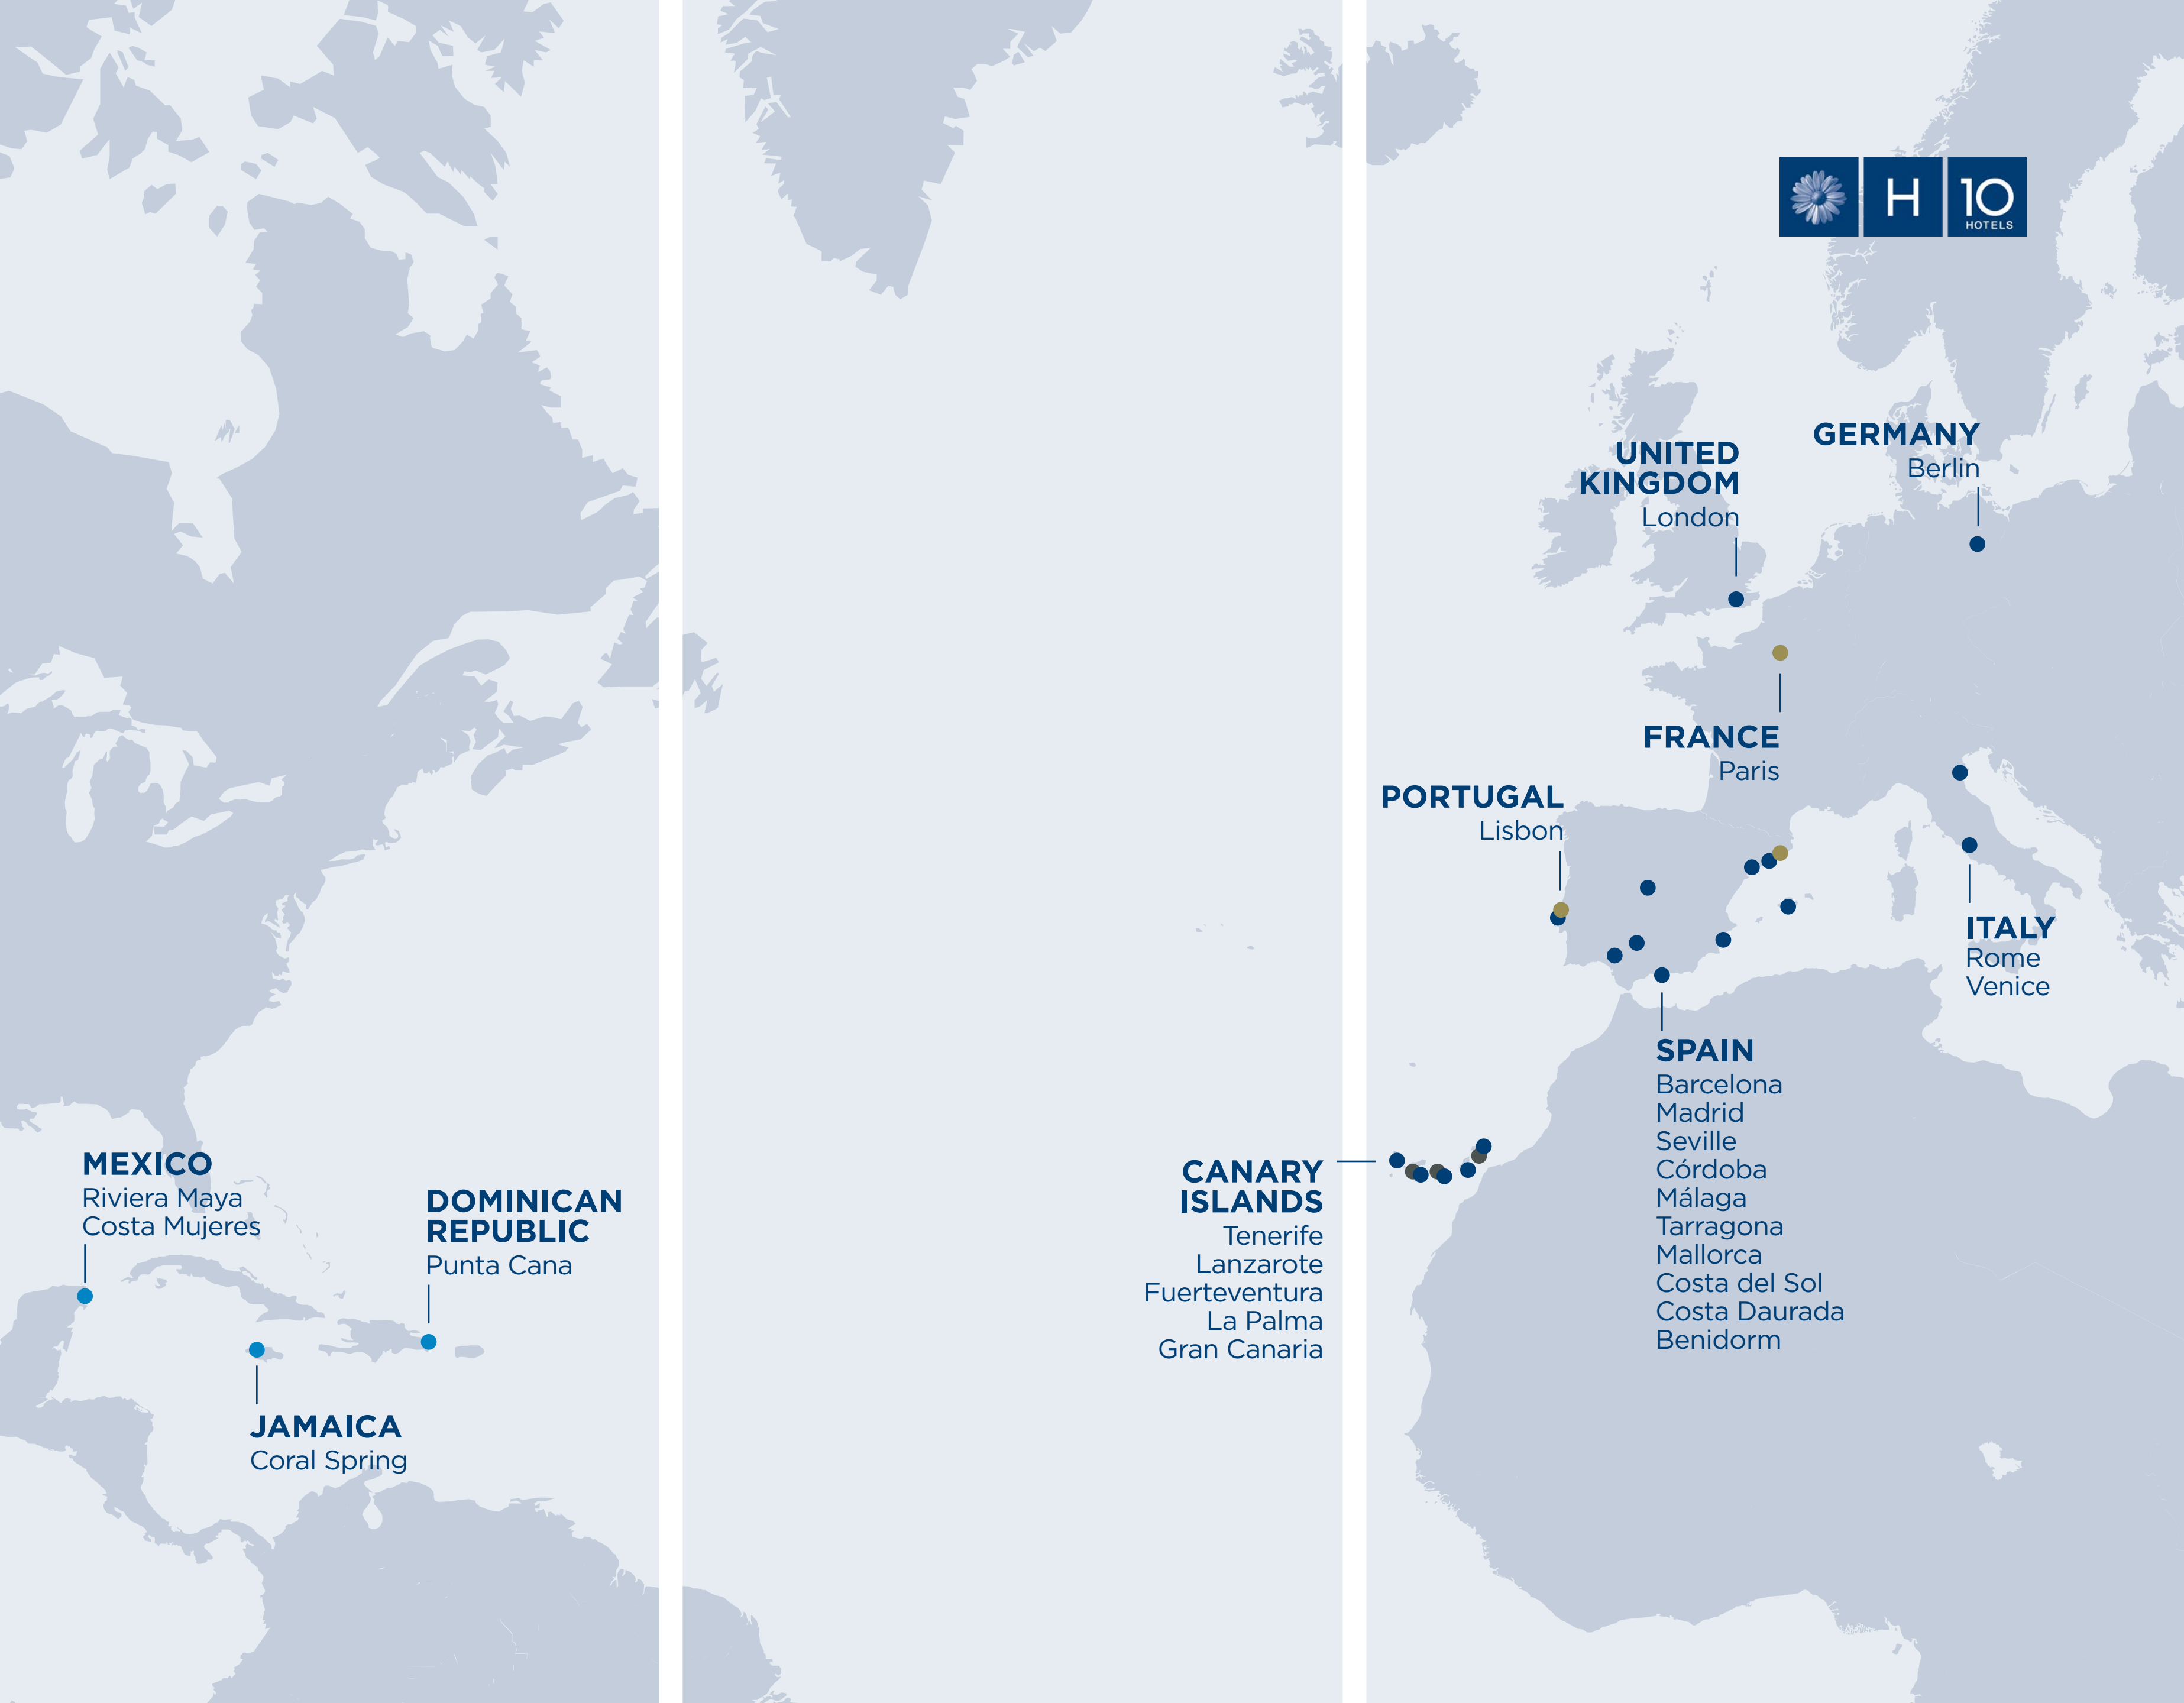 H
10
HOTELS
GERMANY
Berlin
UNITED
KINGDOM
London
FRANCE
Paris
PORTUGAL
Lisbon
ITALY
Rome
Venice
SPAIN
Barcelona
Madrid
Seville
Córdoba
Málaga
Tarragona
Mallorca
Costa del Sol
Costa Daurada
Benidorm
CANARY
ISLANDS
Tenerife
Lanzarote
Fuerteventura
La Palma
Gran Canaria
MEXICO
Riviera Maya
Costa Mujeres
DOMINICAN
REPUBLIC
Punta Cana
JAMAICA
Coral Spring